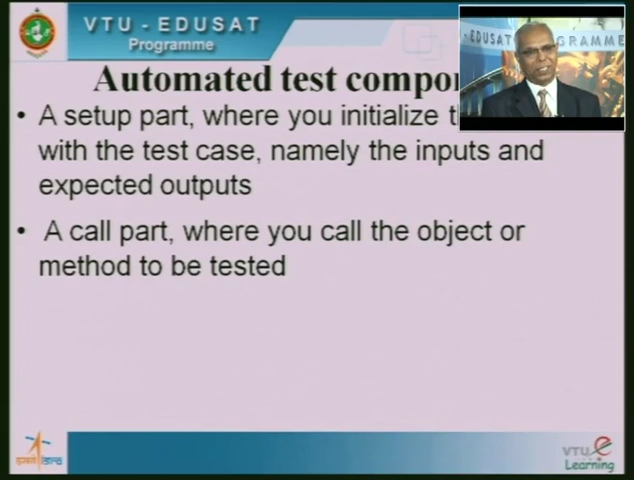 VTU - EDUSAT
Programme
EDUSAT
GRAMME
Automated test compo
• A setup part, where you initialize t
with the test case, namely the inputs and
expected outputs
• A call part, where you call the object or
method to be tested
VTU e
Learning